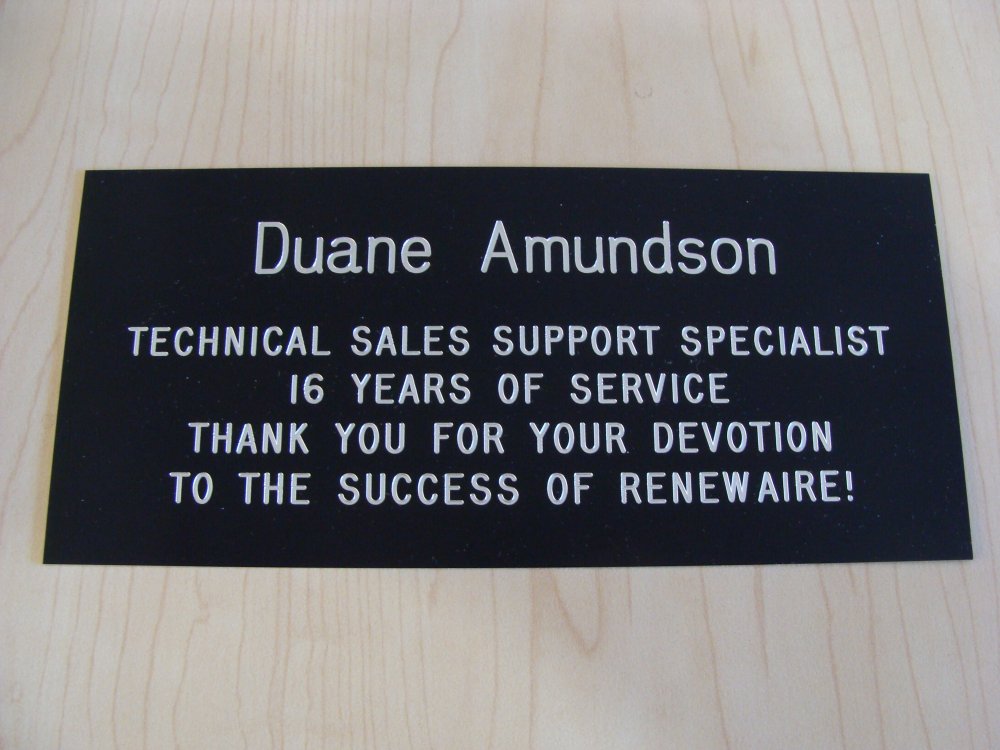 Duane Amundson
TECHNICAL SALES SUPPORT SPECIALIST
16 YEARS OF SERVICE
THANK YOU FOR YOUR DEVOTION
TO THE SUCCESS OF RENEWAIRE!